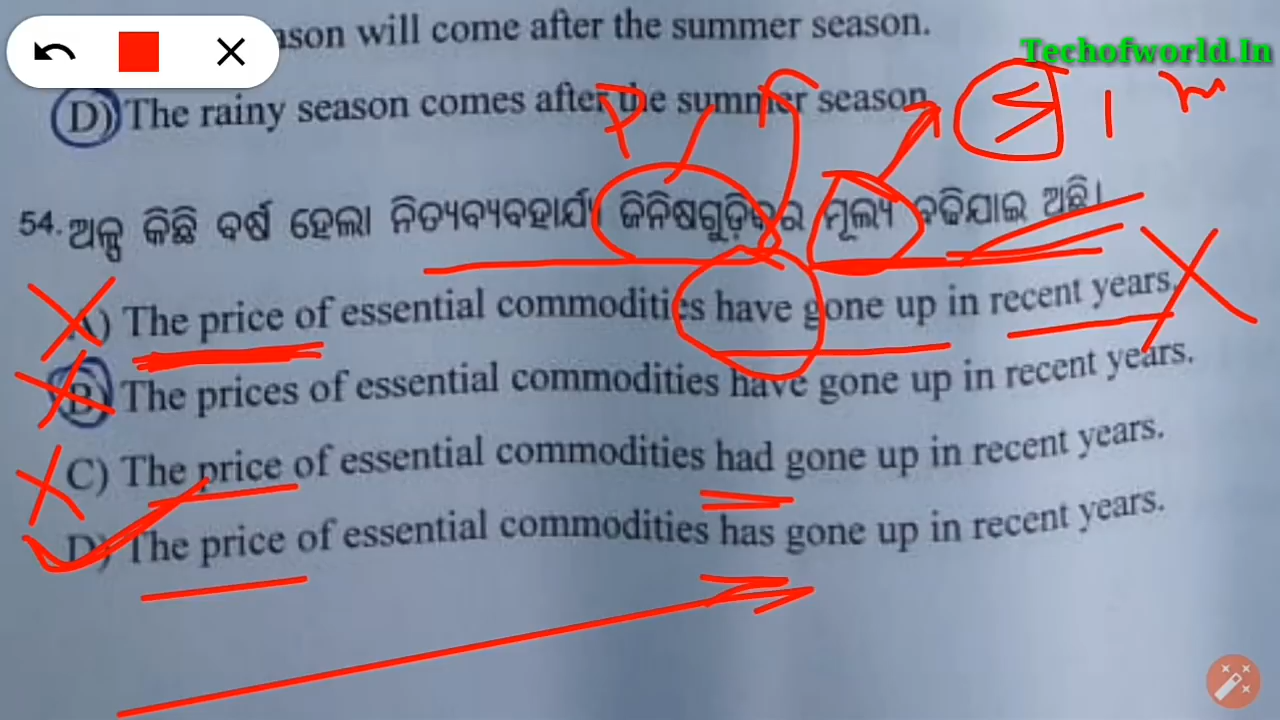 ason will come after the summer season.
Techofworld.In
D) The rainy season comes after the summer season.
P
1 m
54. ଅଳ୍ପ କିଛି ବର୍ଷ ହେଲା ନିତ୍ୟବ୍ୟବହାର୍ଯ୍ୟ ଜିନିଷଗୁଡ଼ିକର ମୂଲ୍ୟ ବଢିଯାଇ ଅଛି।
A) The price of essential commodities have gone up in recent years.
B) The prices of essential commodities have gone up in recent years.
C) The price of essential commodities had gone up in recent years.
D) The price of essential commodities has gone up in recent years.